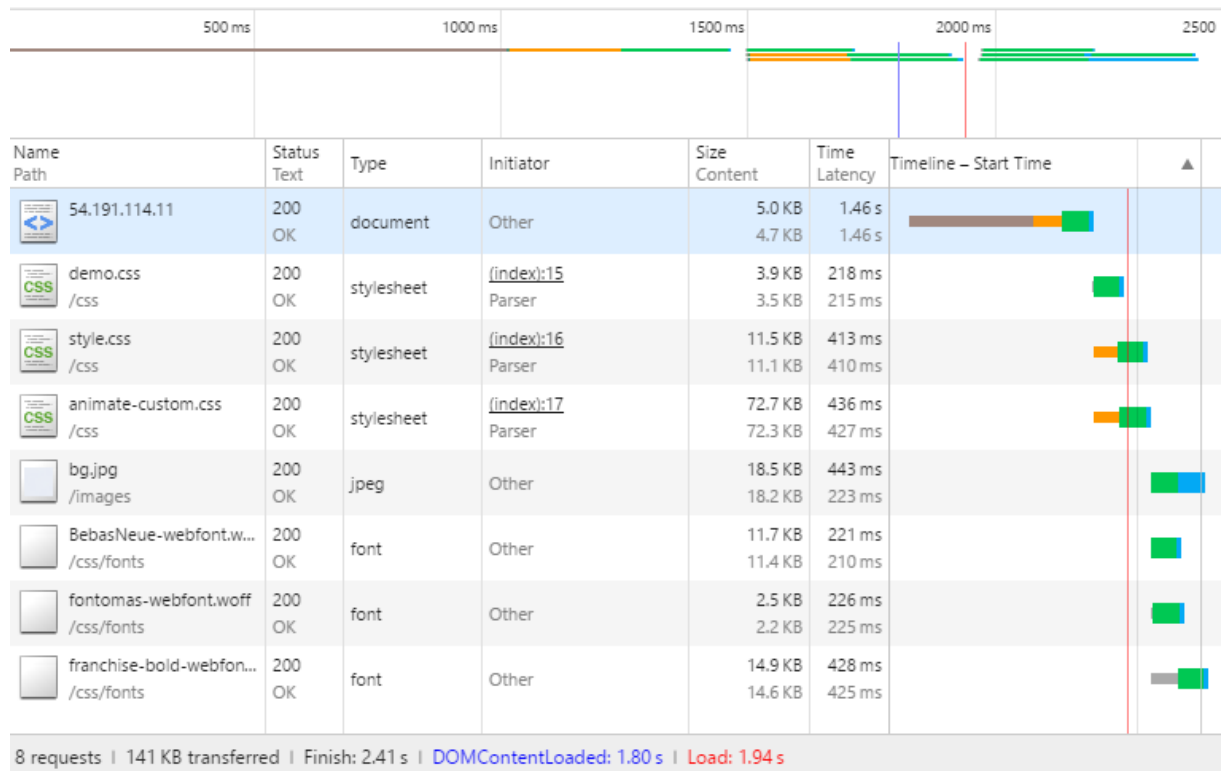 500 ms 1000 ms 1500 ms 2000 ms 2500
Name Status Type Initiator Size Time Timeline – Start Time ▲
Path Text Content Latency
54.191.114.11 200 document Other 5.0 KB 1.46 s
OK 4.7 KB 1.46 s
demo.css 200 stylesheet (index):15 3.9 KB 218 ms
/css OK Parser 3.5 KB 215 ms
style.css 200 stylesheet (index):16 11.5 KB 413 ms
/css OK Parser 11.1 KB 410 ms
animate-custom.css 200 stylesheet (index):17 72.7 KB 436 ms
/css OK Parser 72.3 KB 427 ms
bg.jpg 200 jpeg Other 18.5 KB 443 ms
/images OK 18.2 KB 223 ms
BebasNeue-webfont.w... 200 font Other 11.7 KB 221 ms
/css/fonts OK 11.4 KB 210 ms
fontomas-webfont.woff 200 font Other 2.5 KB 226 ms
/css/fonts OK 2.2 KB 225 ms
franchise-bold-webfon... 200 font Other 14.9 KB 428 ms
/css/fonts OK 14.6 KB 425 ms
8 requests | 141 KB transferred | Finish: 2.41 s | DOMContentLoaded: 1.80 s | Load: 1.94 s
CSS
CSS
CSS